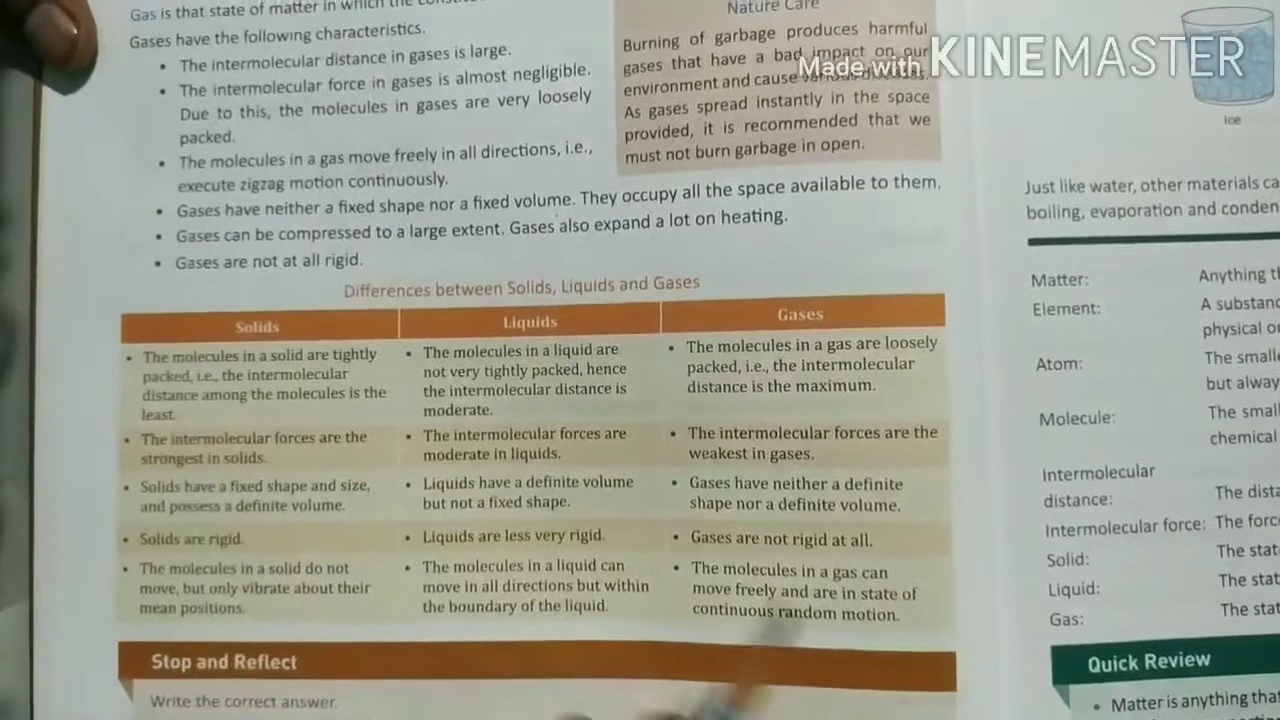 Gas is that state of matter in which the
Gases have the following characteristics.
• The intermolecular distance in gases is large.
• The intermolecular force in gases is almost negligible.
Due to this, the molecules in gases are very loosely
packed.
• The molecules in a gas move freely in all directions, i.e.,
execute zigzag motion continuously.
• Gases have neither a fixed shape nor a fixed volume. They occupy all the space available to them.
• Gases can be compressed to a large extent. Gases also expand a lot on heating.
• Gases are not at all rigid.
Nature Care
Burning of garbage produces harmful
gases that have a bad impact on our
environment and cause
As gases spread instantly in the space
provided, it is recommended that we
must not burn garbage in open.
Made with KINEMASTER
Differences between Solids, Liquids and Gases
Solids
Liquids
Gases
• The molecules in a solid are tightly
packed, i.e., the intermolecular
distance among the molecules is the
least.
• The molecules in a liquid are
not very tightly packed, hence
the intermolecular distance is
moderate.
• The molecules in a gas are loosely
packed, i.e., the intermolecular
distance is the maximum.
• The intermolecular forces are the
strongest in solids.
• The intermolecular forces are
moderate in liquids.
• The intermolecular forces are the
weakest in gases.
• Solids have a fixed shape and size,
and possess a definite volume.
• Liquids have a definite volume
but not a fixed shape.
• Gases have neither a definite
shape nor a definite volume.
• Solids are rigid.
• Liquids are less very rigid.
• Gases are not rigid at all.
• The molecules in a solid do not
move, but only vibrate about their
mean positions.
• The molecules in a liquid can
move in all directions but within
the boundary of the liquid.
• The molecules in a gas can
move freely and are in state of
continuous random motion.
Stop and Reflect
Write the correct answer.
Ice
Just like water, other materials
boiling, evaporation and
Matter: Anything
Element: A
physical
Atom: The
but
Molecule: The
chemical
Intermolecular
distance: The
Intermolecular force: The
Solid: The
Liquid: The
Gas: The
Quick Review
• Matter is anything